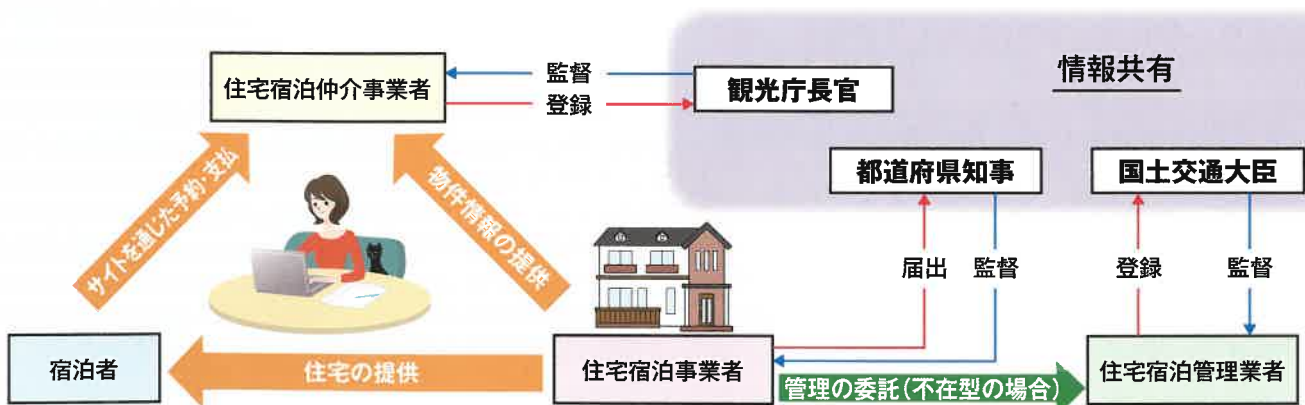 情報共有
住宅宿泊仲介事業者
監督
登録
観光庁長官
都道府県知事
国土交通大臣
サイトを通じた予約・支払
物件情報の提供
届出
監督
登録
監督
宿泊者
住宅の提供
住宅宿泊事業者
管理の委託(不在型の場合)
住宅宿泊管理業者